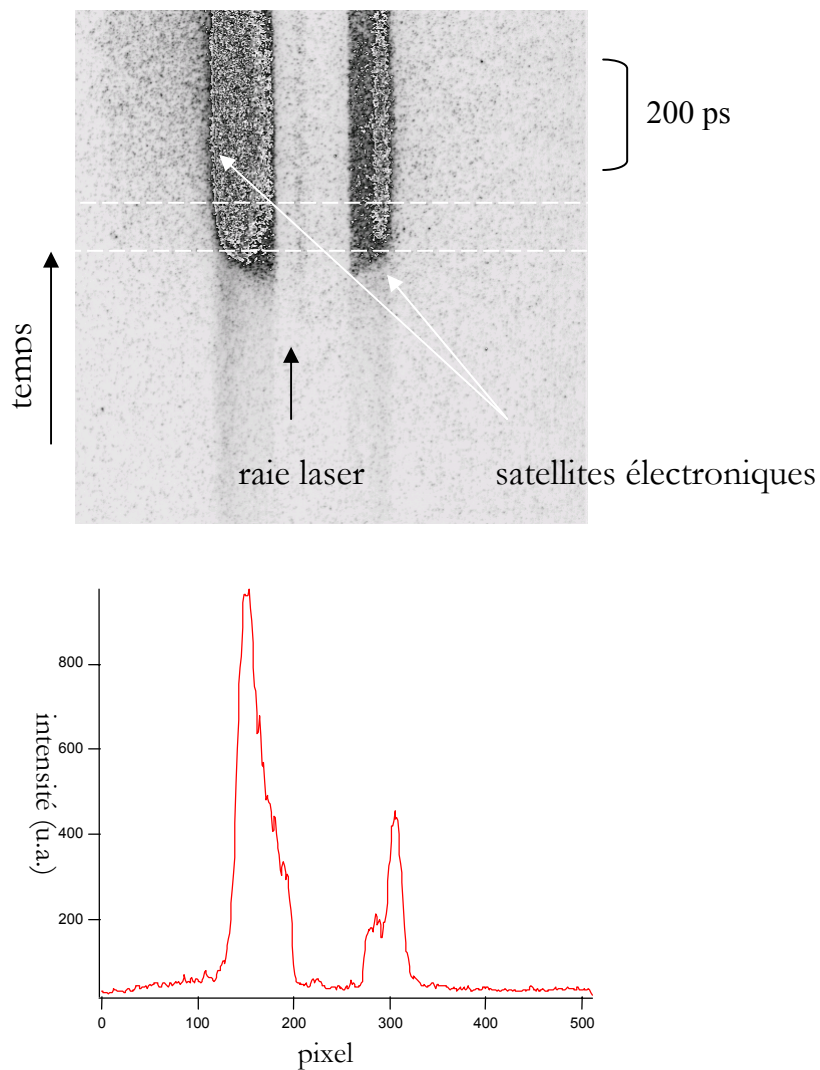 200 ps
temps
raie laser
satellites électroniques
800
600
400
200
intensité (u.a.)
0
100
200
300
400
500
pixel